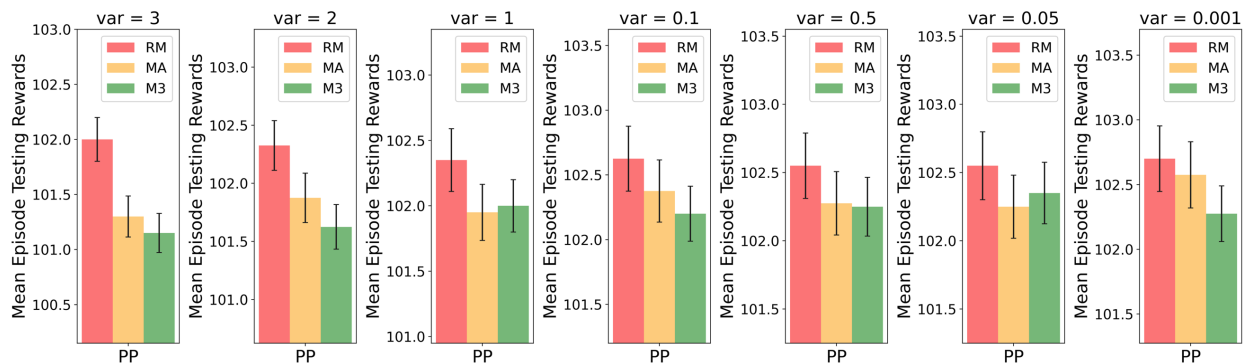 var = 3
Mean Episode Testing Rewards
103.0
102.5
102.0
101.5
101.0
100.5
RM
MA
M3
PP
var = 2
Mean Episode Testing Rewards
103.0
102.5
102.0
101.5
101.0
RM
MA
M3
PP
var = 1
Mean Episode Testing Rewards
103.0
102.5
102.0
101.5
101.0
RM
MA
M3
PP
var = 0.1
Mean Episode Testing Rewards
103.5
103.0
102.5
102.0
101.5
RM
MA
M3
PP
var = 0.5
Mean Episode Testing Rewards
103.5
103.0
102.5
102.0
101.5
RM
MA
M3
PP
var = 0.05
Mean Episode Testing Rewards
103.5
103.0
102.5
102.0
101.5
RM
MA
M3
PP
var = 0.001
Mean Episode Testing Rewards
103.5
103.0
102.5
102.0
101.5
RM
MA
M3
PP